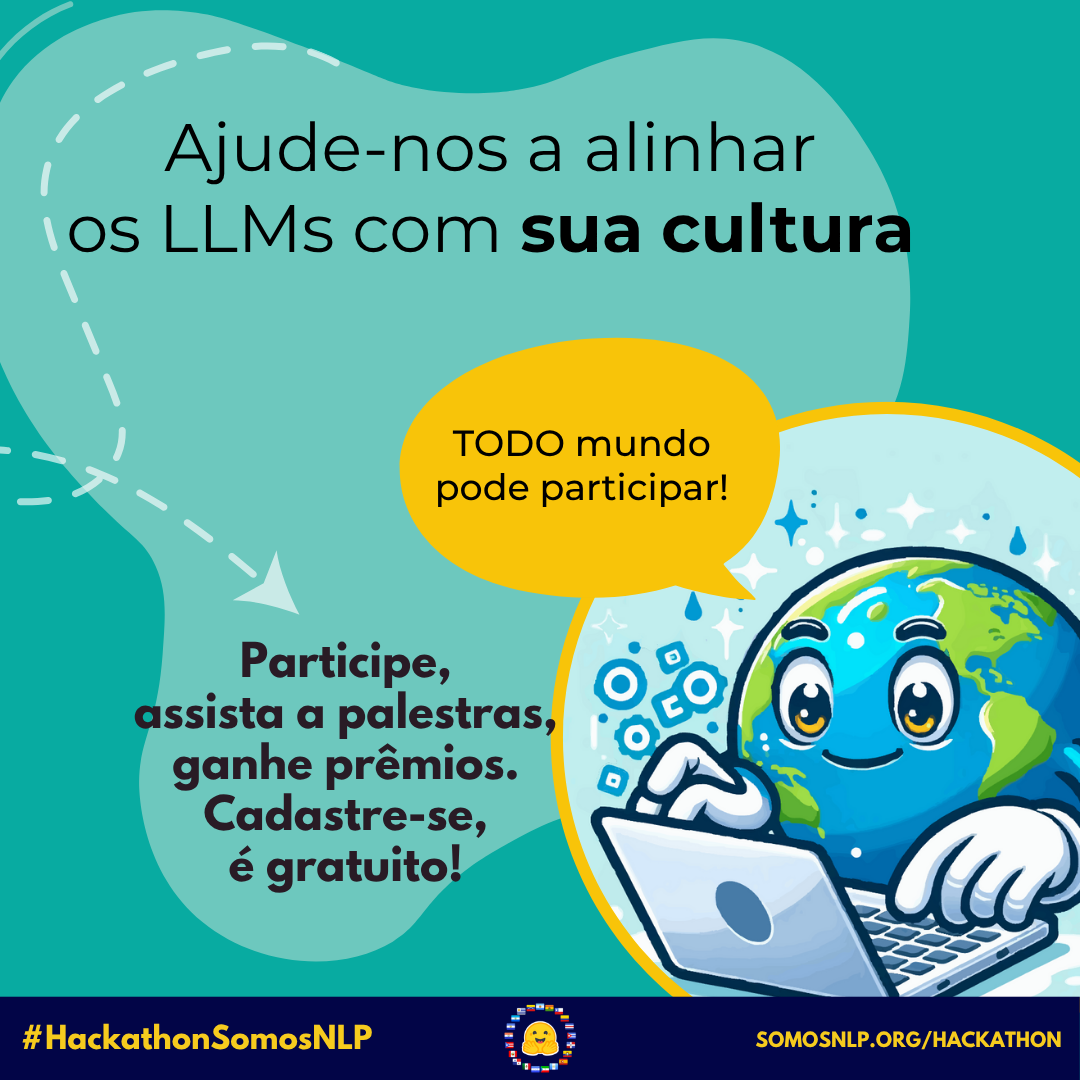 Ajude-nos a alinhar
os LLMs com sua cultura
TODO mundo
pode participar!
Participe,
assista a palestras,
ganhe prêmios.
Cadastre-se,
é gratuito!
#HackathonSomosNLP
SOMOSNLP.ORG/HACKATHON